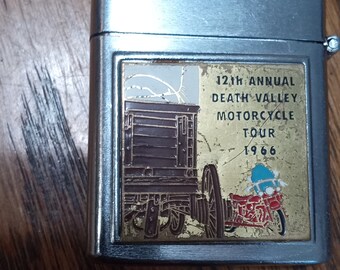 12th ANNUAL
DEATH VALLEY
MOTORCYCLE
TOUR
1966